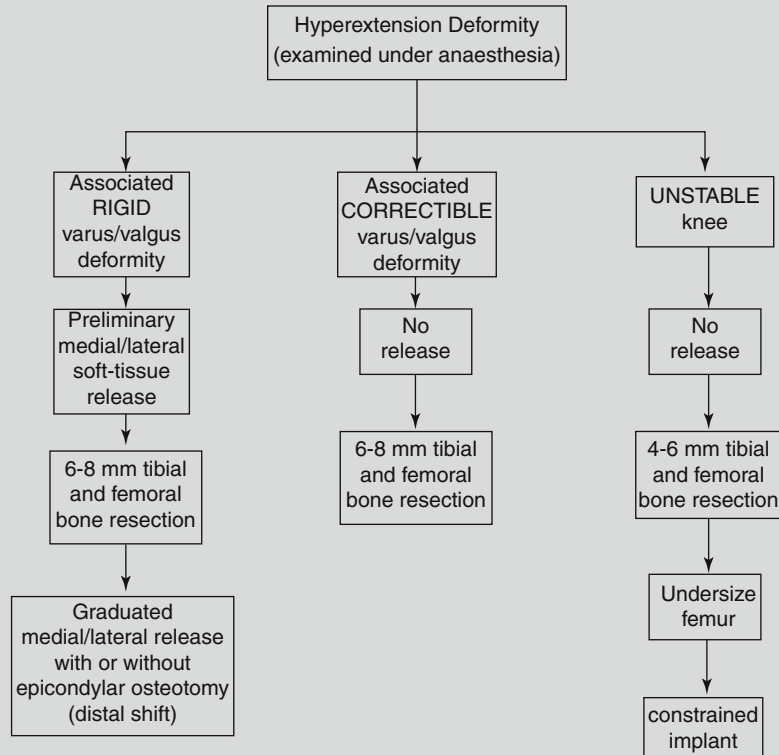 Hyperextension Deformity
(examined under anaesthesia)
Associated
RIGID
varus/valgus
deformity
Preliminary
medial/lateral
soft-tissue
release
6-8 mm tibial
and femoral
bone resection
Graduated
medial/lateral release
with or without
epicondylar osteotomy
(distal shift)
Associated
CORRECTIBLE
varus/valgus
deformity
No
release
6-8 mm tibial
and femoral
bone resection
UNSTABLE
knee
No
release
4-6 mm tibial
and femoral
bone resection
Undersize
femur
constrained
implant